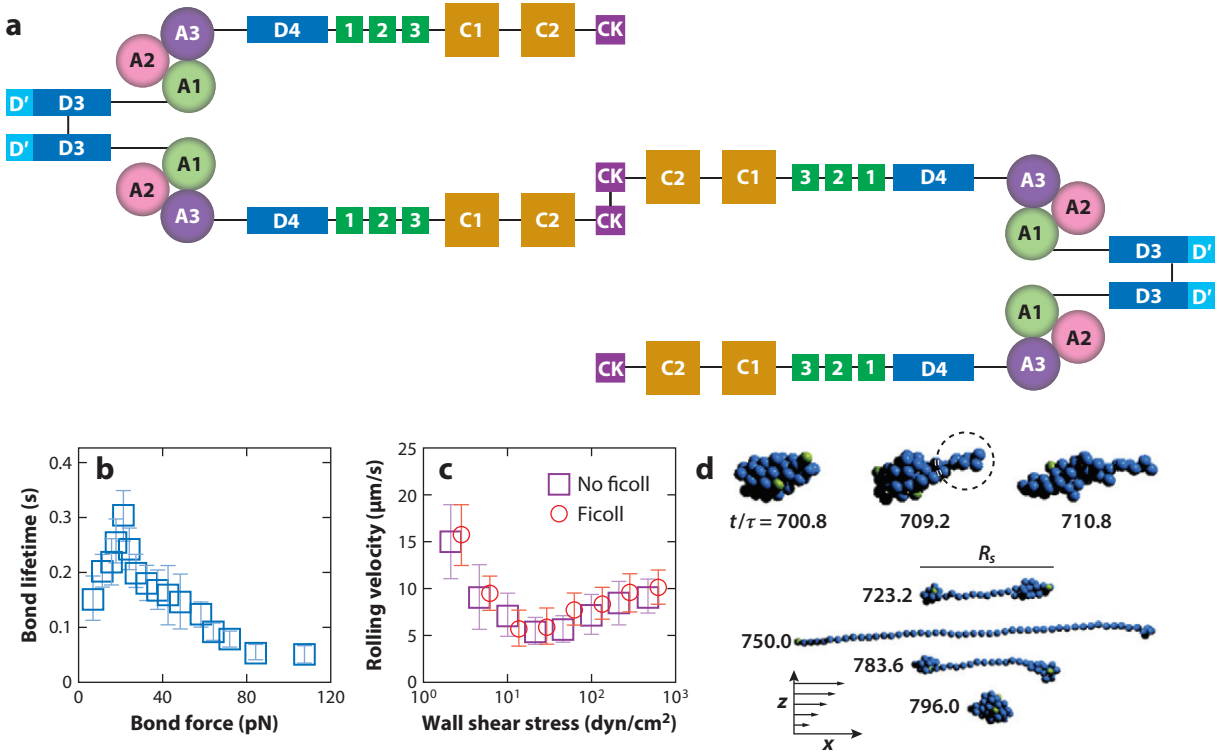 a
A3 D4 1 2 3 C1 C2 CK
A2
A1
D' D3
D' D3
A1
A2
A3 D4 1 2 3 C1 C2 CK
CK C2 C1 3 2 1 D4 A3
A2
A1
D3 D'
D3 D'
A1
A2
CK C2 C1 3 2 1 D4 A3
b
Bond lifetime (s)
0.4
0.3
0.2
0.1
0
0 40 80 120
Bond force (pN)
c
Rolling velocity (μm/s)
25
20
15
10
5
0
No ficoll
Ficoll
10⁰ 10¹ 10² 10³
Wall shear stress (dyn/cm²)
d
t/τ = 700.8 709.2 710.8
Rₛ
723.2
750.0
783.6
796.0
z
x